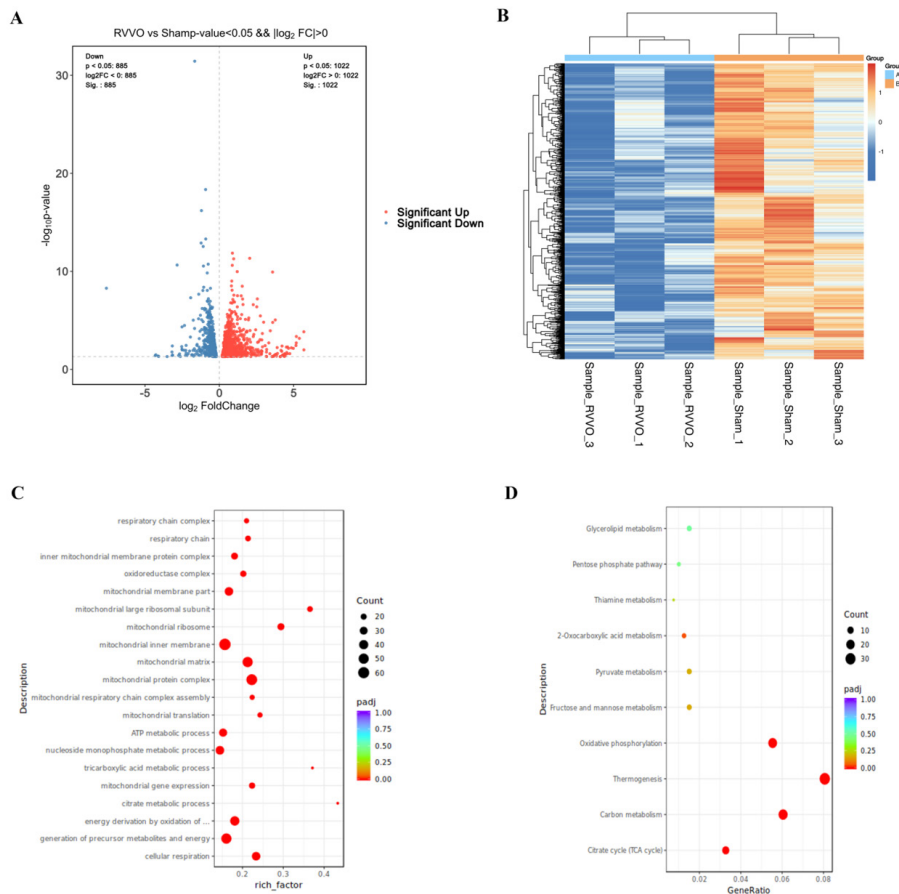 A
RVVO vs Shamp-value<0.05 && |log2 FC|>0
Down
p < 0.05: 885
log2FC < 0: 885
Sig. : 885
Up
p < 0.05: 1022
log2FC > 0: 1022
Sig. : 1022
30
20
10
0
-log10p-value
-5
0
5
log2 FoldChange
Significant Up
Significant Down
B
Group
1
0
-1
Group
A
B
Sample_RVVO_3
Sample_RVVO_1
Sample_RVVO_2
Sample_Sham_1
Sample_Sham_2
Sample_Sham_3
C
Description
respiratory chain complex
respiratory chain
inner mitochondrial membrane protein complex
oxidoreductase complex
mitochondrial membrane part
mitochondrial large ribosomal subunit
mitochondrial ribosome
mitochondrial inner membrane
mitochondrial matrix
mitochondrial protein complex
mitochondrial respiratory chain complex assembly
mitochondrial translation
ATP metabolic process
nucleoside monophosphate metabolic process
tricarboxylic acid metabolic process
mitochondrial gene expression
citrate metabolic process
energy derivation by oxidation of ...
generation of precursor metabolites and energy
cellular respiration
0.2
0.3
0.4
rich_factor
Count
20
30
40
50
60
padj
1.00
0.75
0.50
0.25
0.00
D
Description
Glycerolipid metabolism
Pentose phosphate pathway
Thiamine metabolism
2-Oxocarboxylic acid metabolism
Pyruvate metabolism
Fructose and mannose metabolism
Oxidative phosphorylation
Thermogenesis
Carbon metabolism
Citrate cycle (TCA cycle)
0.02
0.04
0.06
0.08
GeneRatio
Count
10
20
30
padj
1.00
0.75
0.50
0.25
0.00